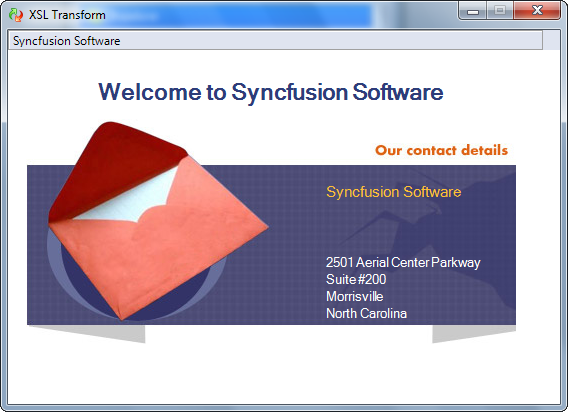 XSL Transform
Syncfusion Software
Welcome to Syncfusion Software
Our contact details
Syncfusion Software
2501 Aerial Center Parkway
Suite #200
Morrisville
North Carolina